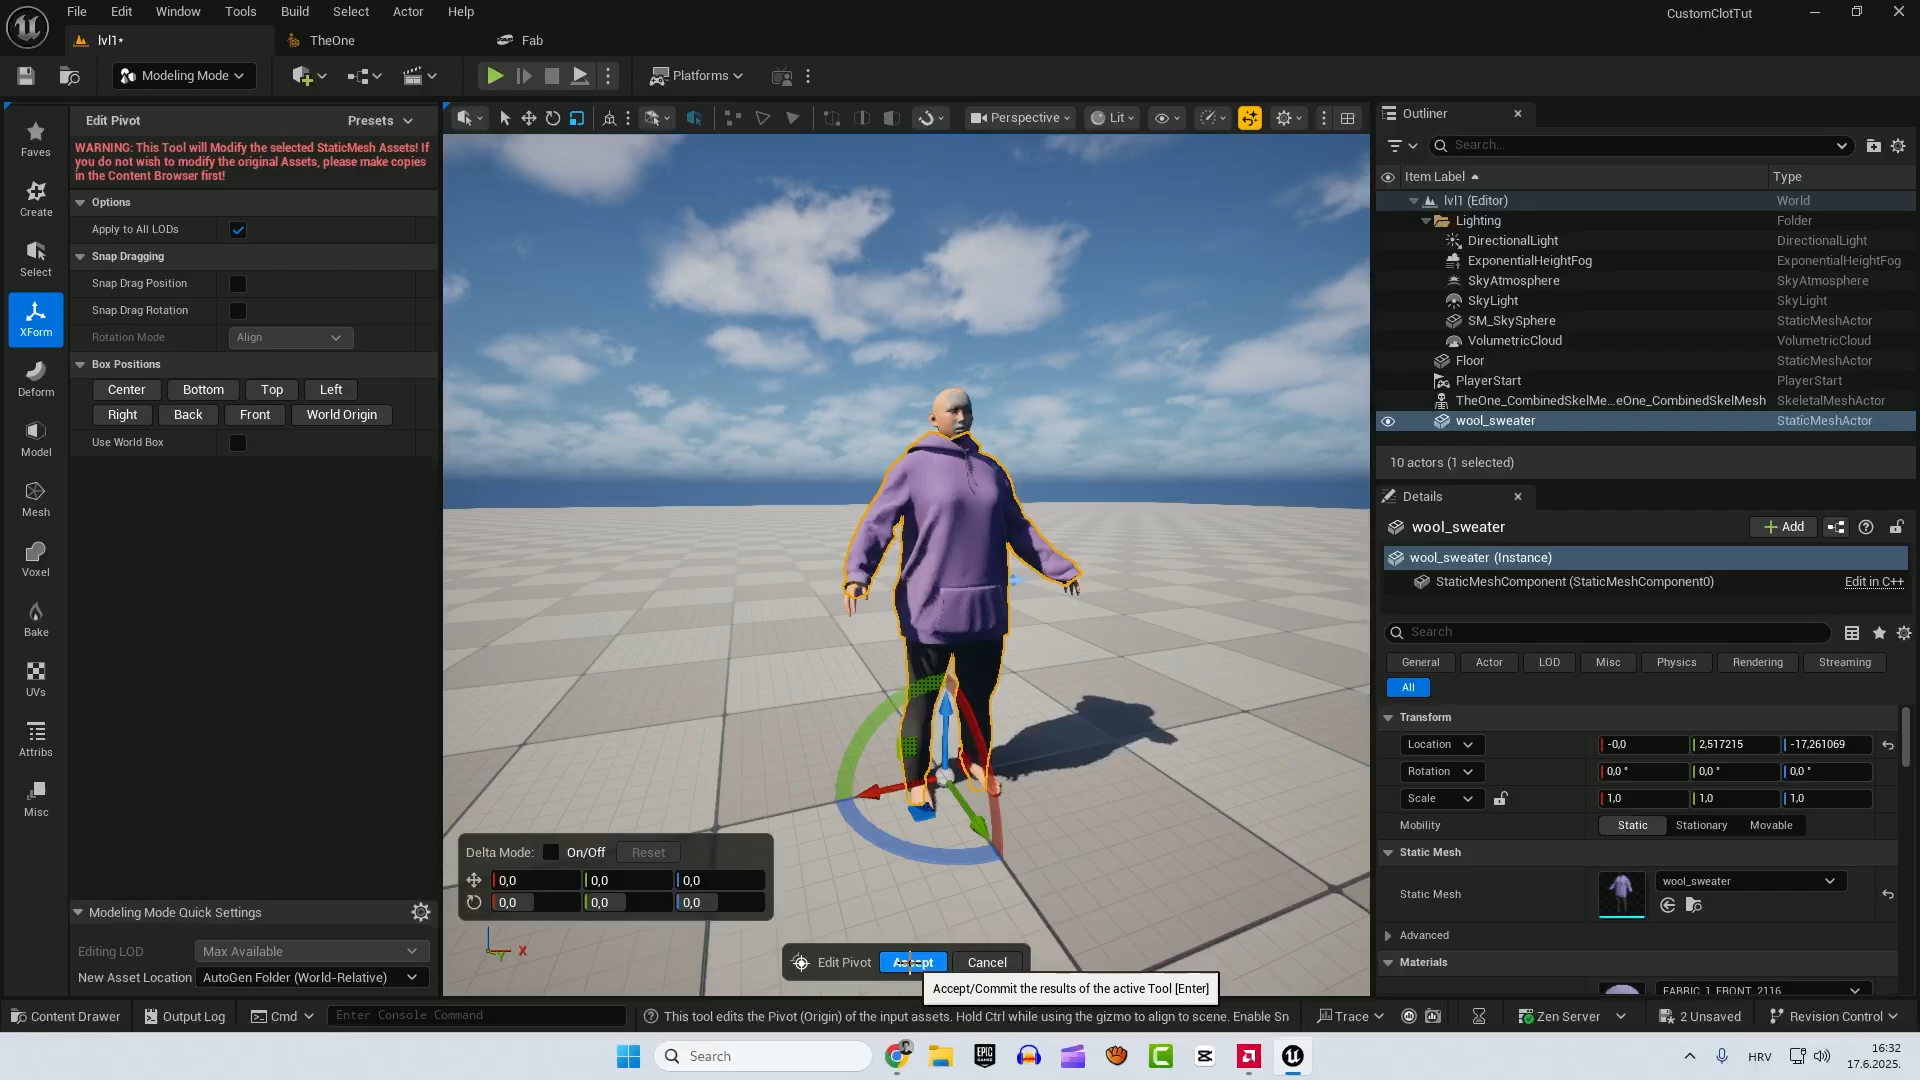 File Edit Window Tools Build Select Actor Help
CustomClotTut
lvl1*
TheOne
Fab
Modeling Mode
Platforms
Edit Pivot
Presets
WARNING: This Tool will Modify the selected StaticMesh Assets! If
you do not wish to modify the original Assets, please make copies
in the Content Browser first!
Options
Apply to All LODs
Snap Dragging
Snap Drag Position
Snap Drag Rotation
Rotation Mode
Align
Box Positions
Center Bottom Top Left
Right Back Front World Origin
Use World Box
Faves
Create
Select
XForm
Deform
Model
Mesh
Voxel
Bake
UVs
Attribs
Misc
Modeling Mode Quick Settings
Editing LOD
Max Available
New Asset Location
AutoGen Folder (World-Relative)
Perspective
Lit
Delta Mode: On/Off Reset
0,0 0,0 0,0
0,0 0,0 0,0
X
Edit Pivot Accept Cancel
Accept/Commit the results of the active Tool [Enter]
Outliner
Search...
Item Label Type
lvl1 (Editor) World
Lighting Folder
DirectionalLight DirectionalLight
ExponentialHeightFog ExponentialHeightFog
SkyAtmosphere SkyAtmosphere
SkyLight SkyLight
SM_SkySphere StaticMeshActor
VolumetricCloud VolumetricCloud
Floor StaticMeshActor
PlayerStart PlayerStart
TheOne_CombinedSkelMe...eOne_CombinedSkelMesh SkeletalMeshActor
wool_sweater StaticMeshActor
10 actors (1 selected)
Details
wool_sweater
Add
wool_sweater (Instance)
StaticMeshComponent (StaticMeshComponent0)
Edit in C++
Search
General Actor LOD Misc Physics Rendering Streaming
All
Transform
Location -0,0 2,517215 -17,261069
Rotation 0,0 ° 0,0 ° 0,0 °
Scale 1,0 1,0 1,0
Mobility Static Stationary Movable
Static Mesh
Static Mesh
wool_sweater
Advanced
Materials
FABRIC_1_FRONT_2116
Content Drawer
Output Log
Cmd
Enter Console Command
This tool edits the Pivot (Origin) of the input assets. Hold Ctrl while using the gizmo to align to scene. Enable Sn
Trace
Zen Server
2 Unsaved
Revision Control
Search
EPIC
GAMES
HRV
16:32
17.6.2025.